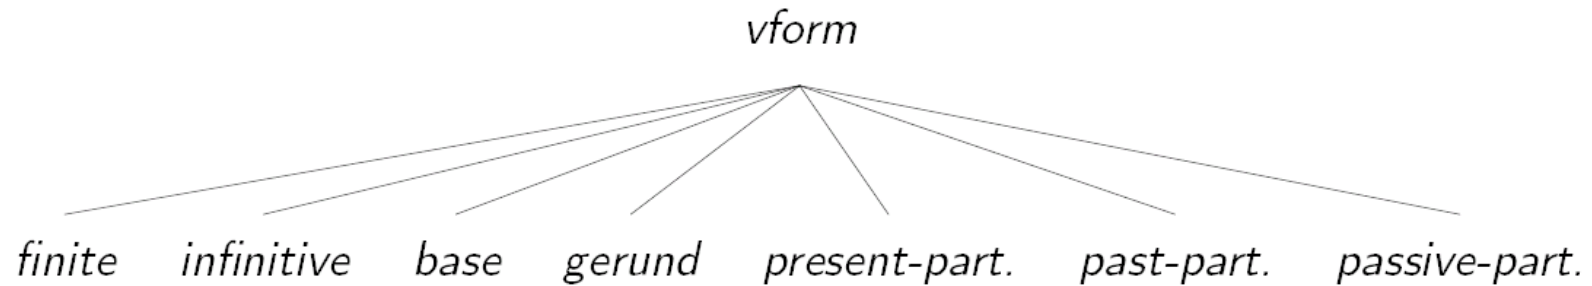 vform
finite infinitive base gerund present-part. past-part. passive-part.